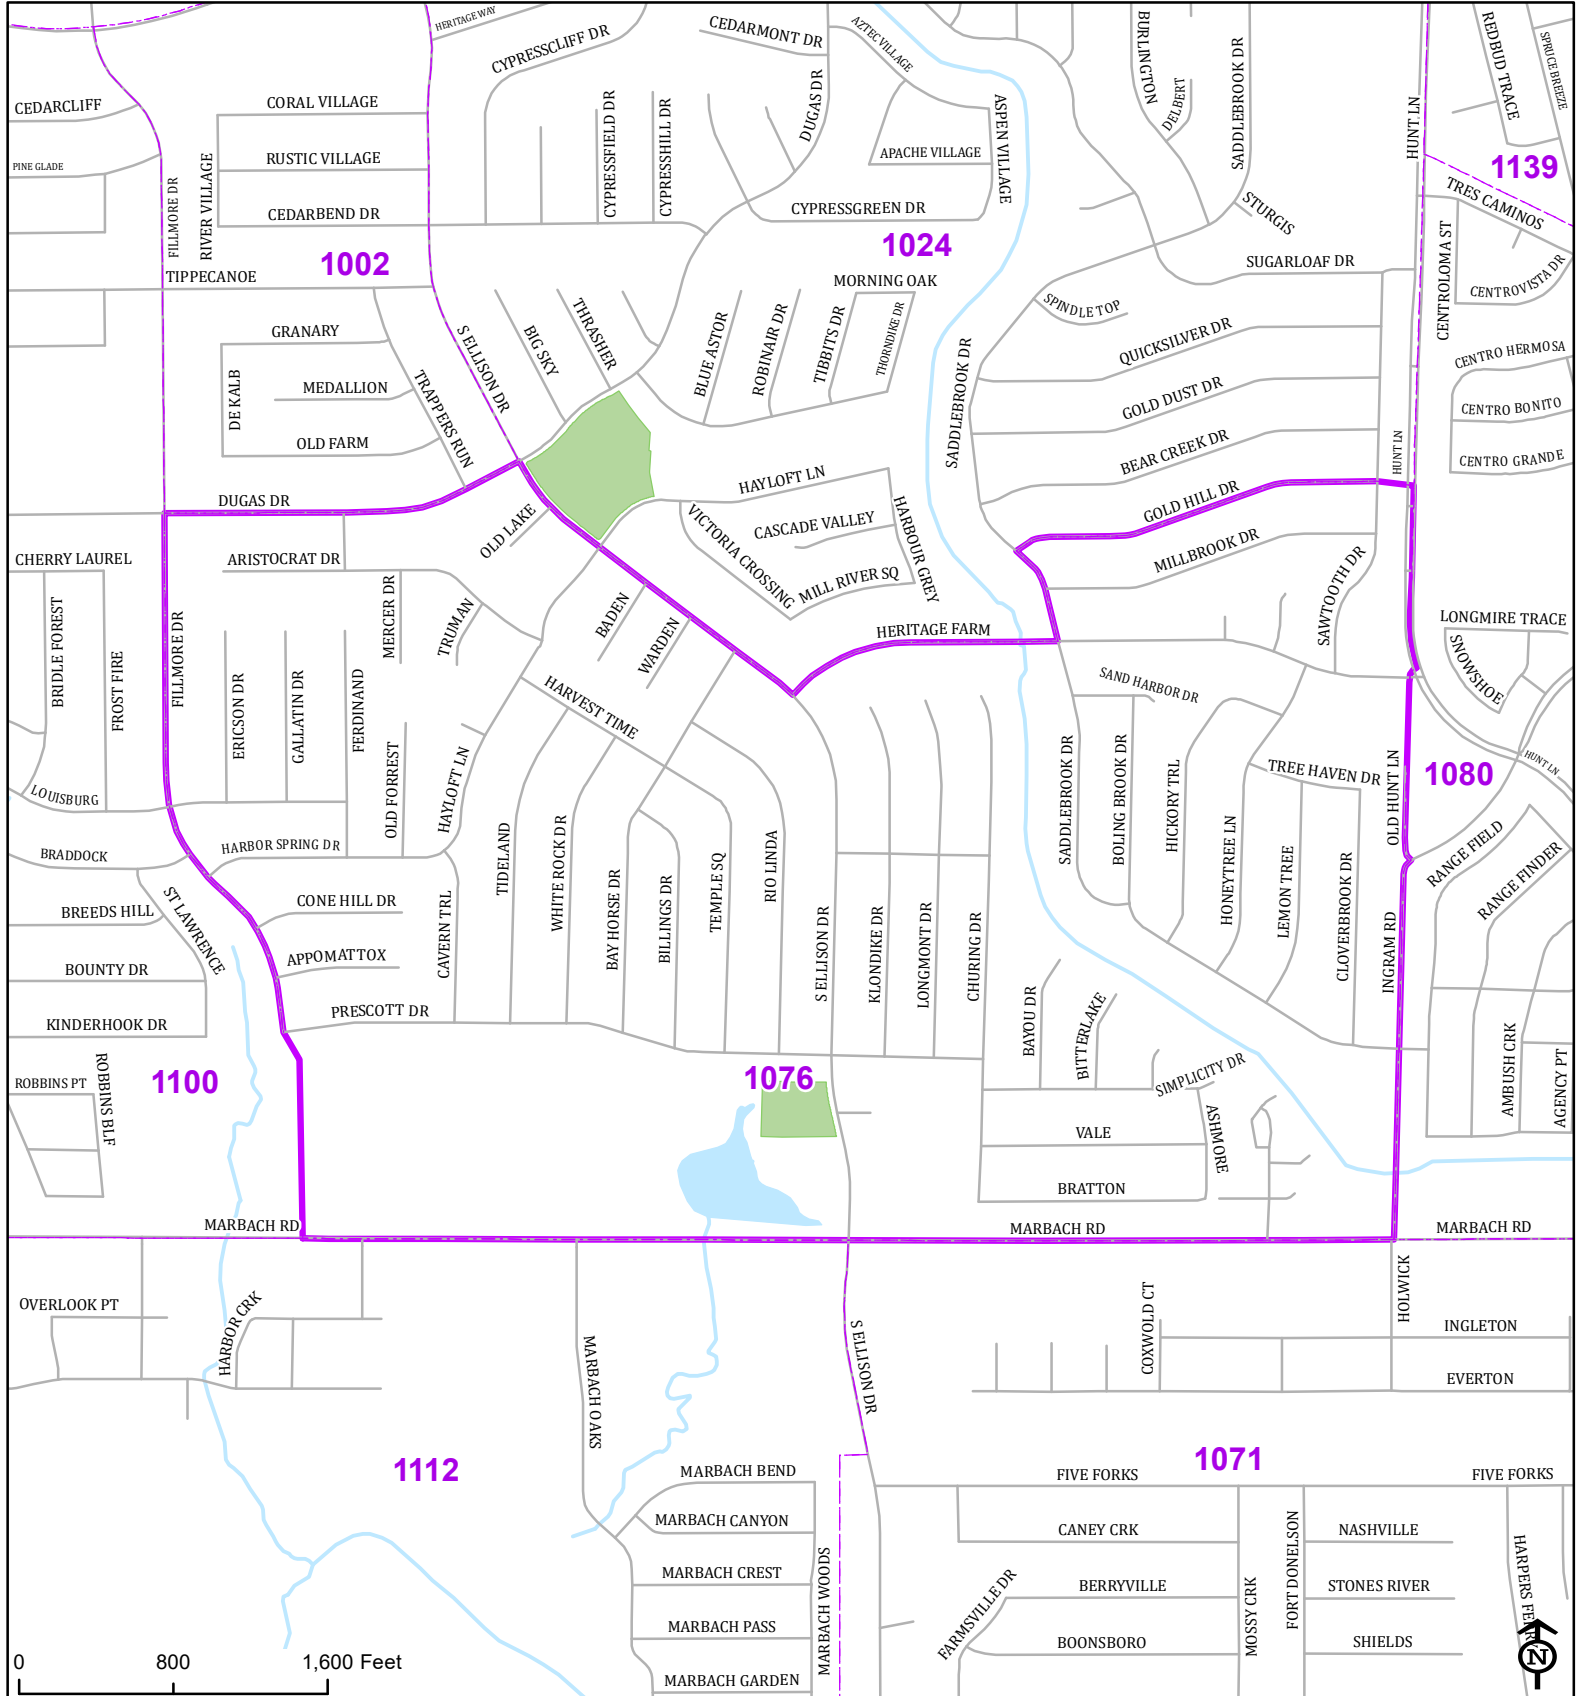 HERITAGE WAY
CYPRESSCLIFF DR
CEDARMONT DR
AZTEC VILLAGE
DUGAS DR
BURLINGTON
DELBERT
SADDLEBROOK DR
HUNT LN
REDBUD TRACE
SPRUCE BREEZE
CEDARCLIFF
CORAL VILLAGE
CYPRESSFIELD DR
CYPRESSHILL DR
ASPEN VILLAGE
PINE GLADE
RUSTIC VILLAGE
APACHE VILLAGE
1139
FILLMORE DR
RIVER VILLAGE
CEDARBEND DR
CYPRESSGREEN DR
STURGIS
TRES CAMINOS
1002
1024
TIPPECANOE
MORNING OAK
SUGARLOAF DR
CENTROLOMA ST
CENTROVISTA DR
GRANARY
S ELLISON DR
BIG SKY
THRASHER
BLUE ASTOR
ROBINAIR DR
TIBBITS DR
THORNDIKE DR
SADDLEBROOK DR
SPINDLE TOP
QUICKSILVER DR
CENTRO HERMOSA
DE KALB
MEDALLION
TRAPPERS RUN
GOLD DUST DR
CENTRO BONITO
OLD FARM
BEAR CREEK DR
HUNT LN
CENTRO GRANDE
DUGAS DR
HAYLOFT LN
GOLD HILL DR
OLD LAKE
VICTORIA CROSSING
CASCADE VALLEY
HARBOUR GREY
MILLBROOK DR
CHERRY LAUREL
ARISTOCRAT DR
MILL RIVER SQ
SAWTOOTH DR
BRIDLE FOREST
FROST FIRE
FILLMORE DR
MERCER DR
TRUMAN
BADEN
WARDEN
HERITAGE FARM
LONGMIRE TRACE
SNOWSHOE
ERICSON DR
GALLATIN DR
FERDINAND
HARVEST TIME
SAND HARBOR DR
OLD FORREST
HAYLOFT LN
SADDLEBROOK DR
BOLING BROOK DR
HICKORY TRL
TREE HAVEN DR
OLD HUNT LN
1080
HUNT LN
LOUISBURG
HARBOR SPRING DR
BRADDOCK
TIDELAND
WHITE ROCK DR
BAY HORSE DR
BILLINGS DR
TEMPLE SQ
RIO LINDA
HONEYTREE LN
LEMON TREE
CLOVERBROOK DR
RANGE FIELD
RANGE FINDER
BREEDS HILL
ST LAWRENCE
CONE HILL DR
CAVERN TRL
S ELLISON DR
KLONDIKE DR
LONGMONT DR
CHURING DR
INGRAM RD
BOUNTY DR
APPOMATTOX
KINDERHOOK DR
PRESCOTT DR
BAYOU DR
BITTERLAKE
ROBBINS PT
ROBBINS BLF
1100
1076
SIMPLICITY DR
AMBUSH CRK
AGENCY PT
VALE
ASHMORE
BRATTON
MARBACH RD
MARBACH RD
MARBACH RD
OVERLOOK PT
HARBOR CRK
MARBACH OAKS
S ELLISON DR
COXWOLD CT
HOLWICK
INGLETON
EVERTON
1112
1071
MARBACH BEND
FIVE FORKS
FIVE FORKS
MARBACH CANYON
CANEY CRK
FORT DONELSON
NASHVILLE
HARPERS FERRY
MARBACH CREST
MARBACH WOODS
FARMSVILLE DR
BERRYVILLE
MOSSY CRK
STONES RIVER
MARBACH PASS
BOONSBORO
SHIELDS
MARBACH GARDEN
0 800 1,600 Feet
N